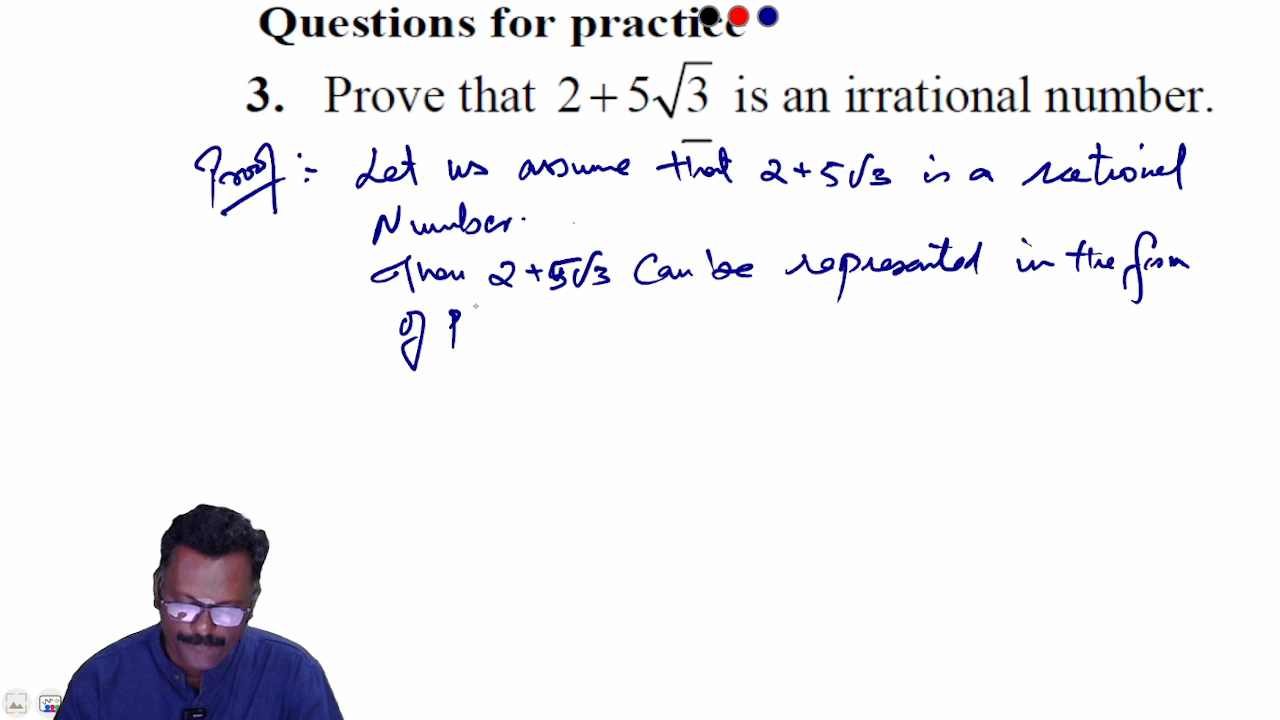 Questions for practice
3. Prove that 2 + 5√3 is an irrational number.
Proof :- Let us assume that 2 + 5√3 is a rational
Number.
Then 2 + 5√3 Can be represented in the form
of P